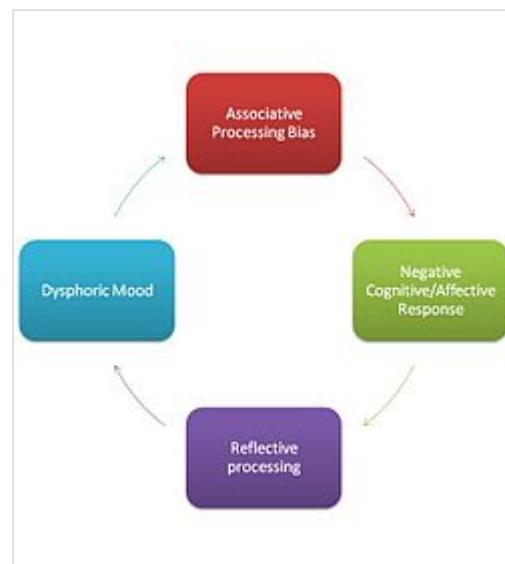 Associative
Processing Bias
Negative
Cognitive/Affective
Response
Dysphoric Mood
Reflective
processing